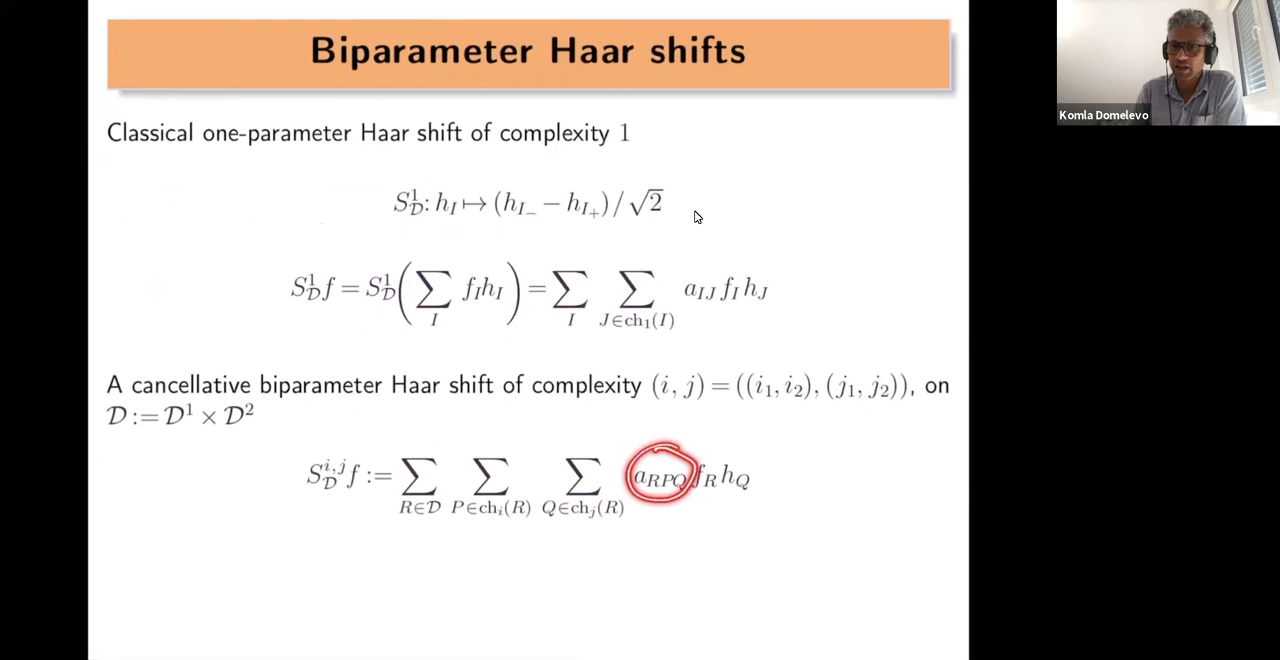 Biparameter Haar shifts
Komla Domelevo
Classical one-parameter Haar shift of complexity 1
S^1_𝒟: h_I ↦ (h_{I_−} − h_{I_+}) / √2
S^1_𝒟 f = S^1_𝒟 ( ∑_I f_I h_I ) = ∑_I ∑_{J∈ch_1(I)} a_{IJ} f_I h_J
A cancellative biparameter Haar shift of complexity (i, j) = ((i_1, i_2), (j_1, j_2)), on
𝒟 := 𝒟^1 × 𝒟^2
S^{i,j}_𝒟 f := ∑_{R∈𝒟} ∑_{P∈ch_i(R)} ∑_{Q∈ch_j(R)} a_{RPQ} f_R h_Q